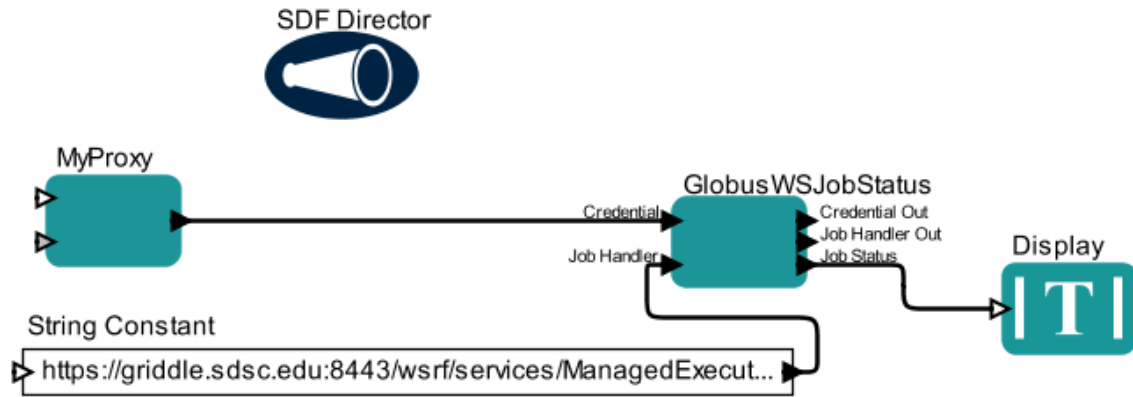 SDF Director
MyProxy
GlobusWSJobStatus
Credential
Credential Out
Job Handler Out
Job Handler
Job Status
Display
T
String Constant
https://griddle.sdsc.edu:8443/wsrf/services/ManagedExecut...